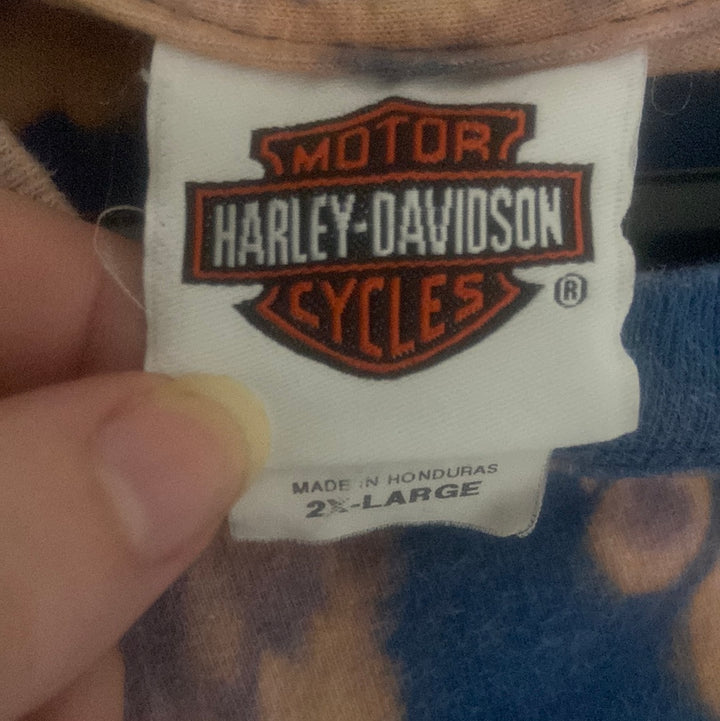 MOTOR
HARLEY-DAVIDSON
CYCLES
®
MADE IN HONDURAS
2X-LARGE